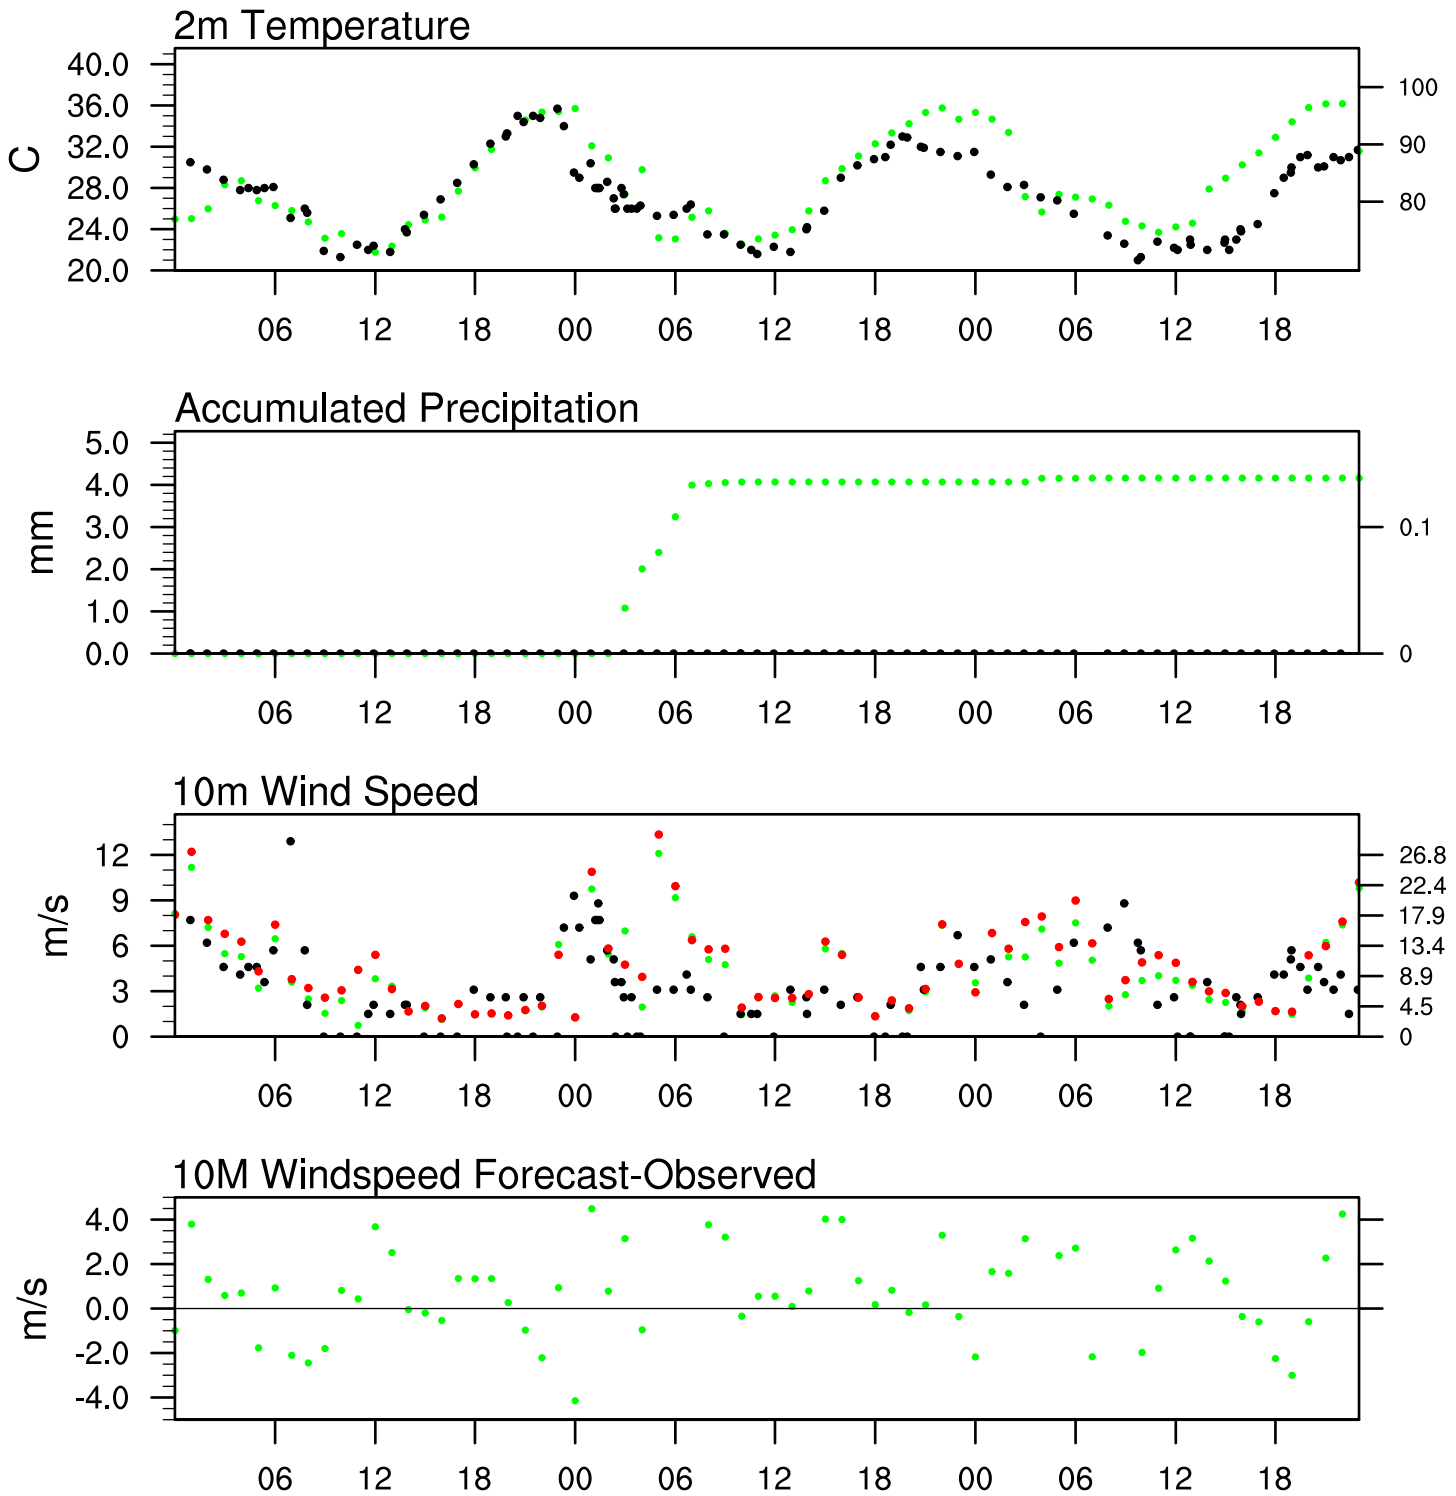 2m Temperature
C
40.0
36.0
32.0
28.0
24.0
20.0
100
90
80
06 12 18 00 06 12 18 00 06 12 18
Accumulated Precipitation
mm
5.0
4.0
3.0
2.0
1.0
0.0
0.1
0
06 12 18 00 06 12 18 00 06 12 18
10m Wind Speed
m/s
12
9
6
3
0
26.8
22.4
17.9
13.4
8.9
4.5
0
06 12 18 00 06 12 18 00 06 12 18
10M Windspeed Forecast-Observed
m/s
4.0
2.0
0.0
-2.0
-4.0
06 12 18 00 06 12 18 00 06 12 18